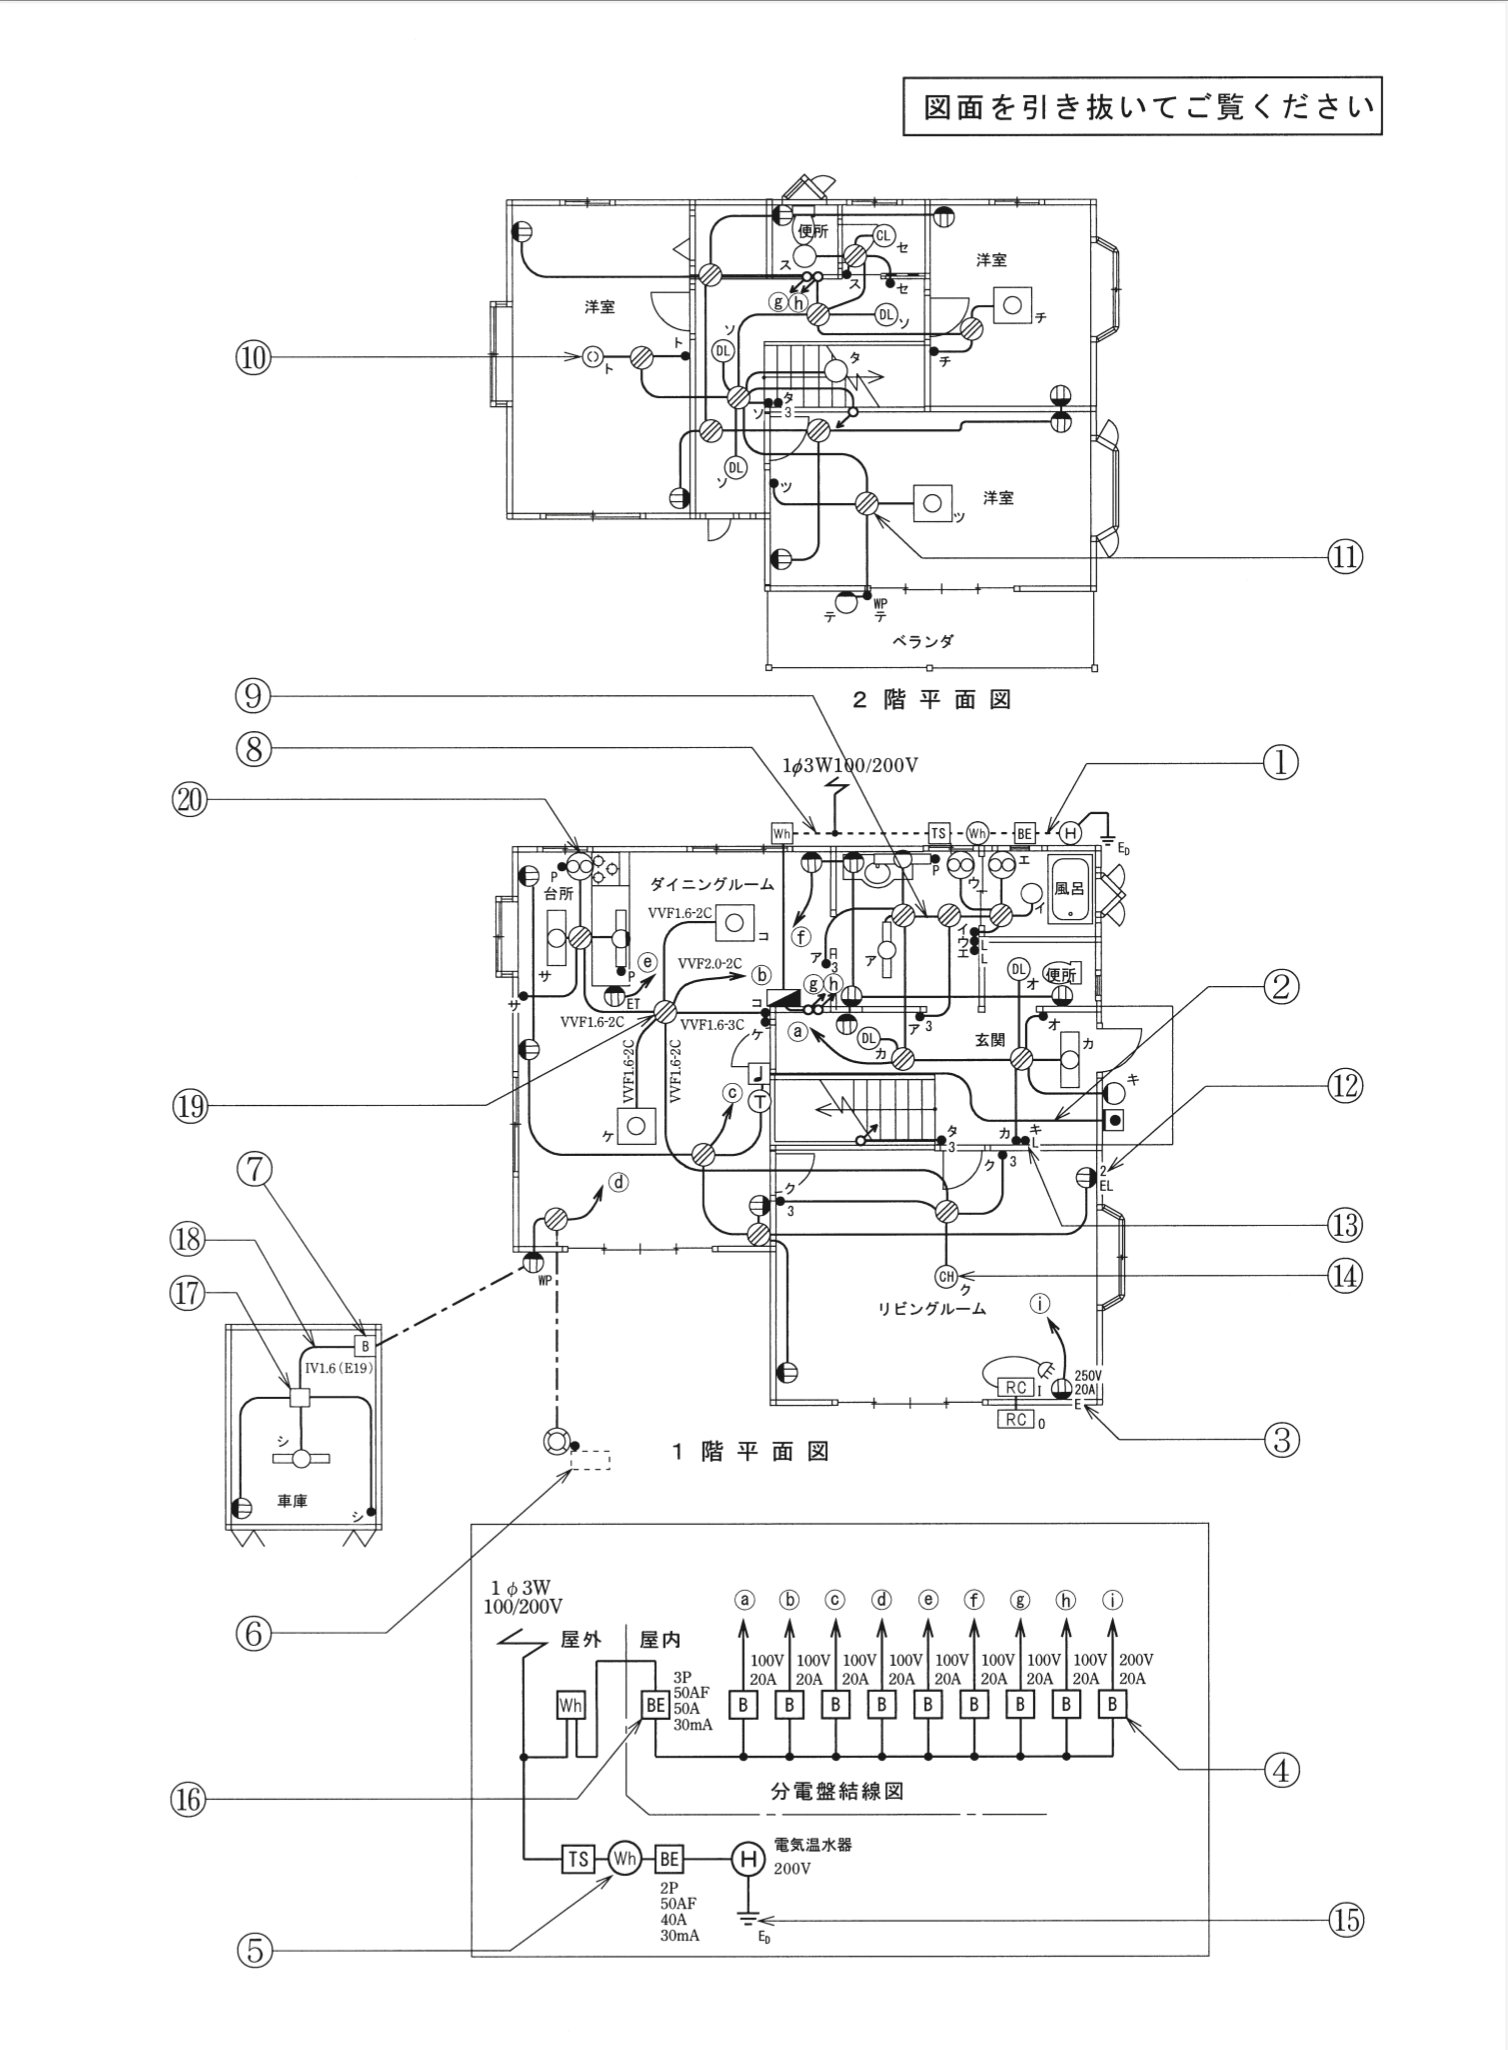 図面を引き抜いてご覧ください
便所
CL
セ
ス
ス
セ
洋室
洋室
ⓖ
ⓗ
DL
ソ
チ
ソ
DL
ト
⑩
ト
タ
チ
ソ
タ
3
DL
ソ
ツ
洋室
ツ
⑪
WP
テ
テ
ベランダ
2階平面図
⑨
⑧
1φ3W100/200V
①
⑳
Wh
TS
Wh
BE
H
ED
P
台所
ダイニングルーム
VVF1.6-2C
コ
P
ウ
エ
エ
イ
風呂
ⓕ
ア
3
ア
イ
ウ
エ
L
L
サ
サ
P
ET
ⓔ
VVF2.0-2C
ⓑ
ⓖ
ⓗ
DL
オ
便所
②
VVF1.6-2C
VVF1.6-3C
コ
ケ
ⓐ
DL
カ
ア
3
玄関
オ
カ
VVF1.6-2C
VVF1.6-2C
⑲
ⓒ
T
キ
⑫
ケ
タ
3
カ
キ
L
⑦
ⓓ
ク
3
ク
3
2
EL
⑱
⑬
WP
⑰
CH
ク
⑭
リビングルーム
ⓘ
B
IV1.6(E19)
RC
I
250V
20A
E
RC
O
③
シ
1階平面図
車庫
シ
⑥
1φ3W
100/200V
屋外
屋内
ⓐ
ⓑ
ⓒ
ⓓ
ⓔ
ⓕ
ⓖ
ⓗ
ⓘ
100V
20A
100V
20A
100V
20A
100V
20A
100V
20A
100V
20A
100V
20A
100V
20A
200V
20A
Wh
BE
3P
50AF
50A
30mA
B
B
B
B
B
B
B
B
B
④
⑯
分電盤結線図
TS
Wh
BE
H
電気温水器
200V
2P
50AF
40A
30mA
ED
⑮
⑤